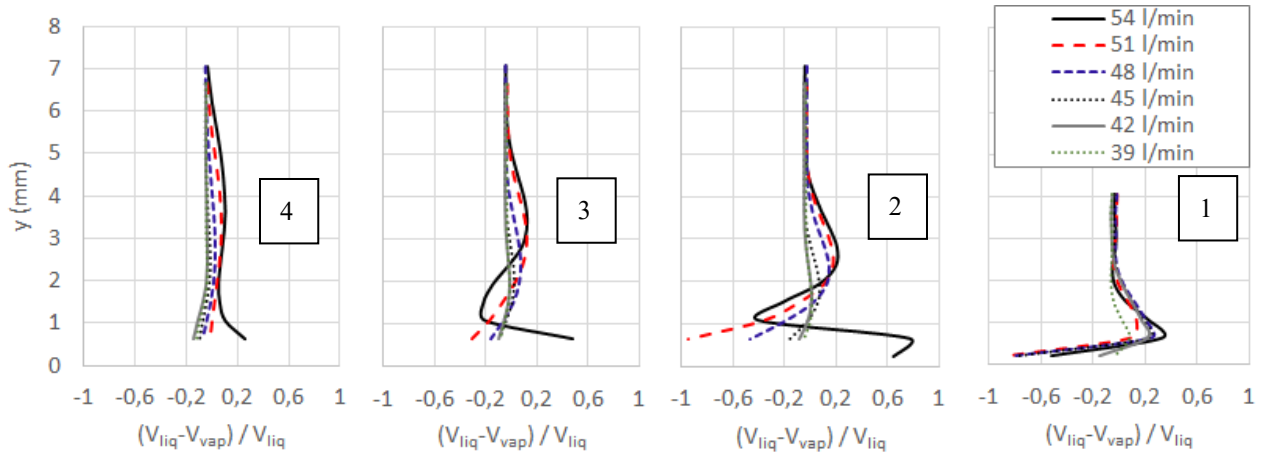 8
7
6
5
4
3
2
1
0
y (mm)
4
3
2
1
54 l/min
51 l/min
48 l/min
45 l/min
42 l/min
39 l/min
-1 -0,6 -0,2 0,2 0,6 1
-1 -0,6 -0,2 0,2 0,6 1
-1 -0,6 -0,2 0,2 0,6 1
-1 -0,6 -0,2 0,2 0,6 1
(Vliq-Vvap) / Vliq
(Vliq-Vvap) / Vliq
(Vliq-Vvap) / Vliq
(Vliq-Vvap) / Vliq